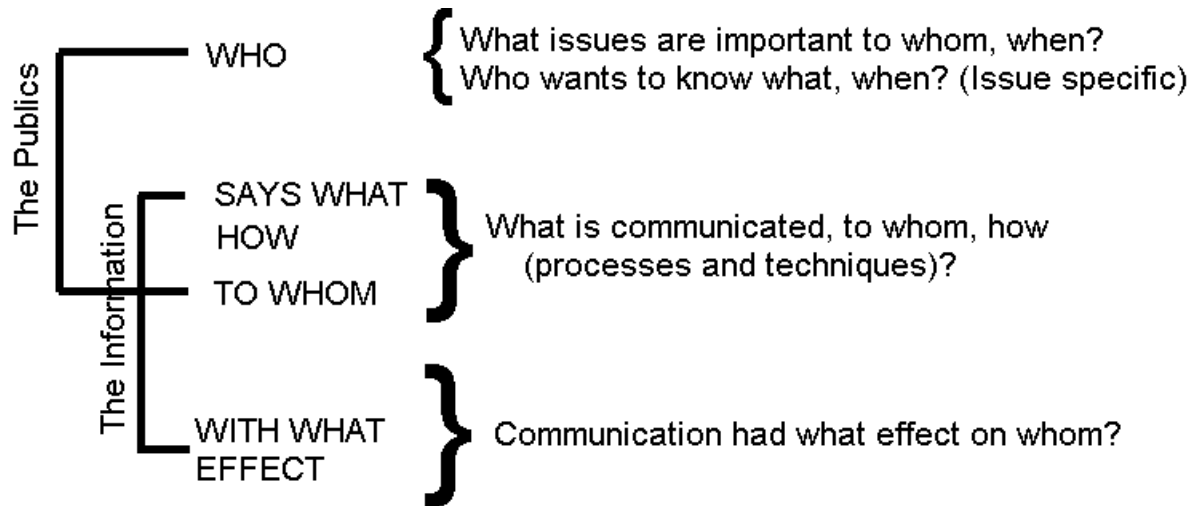 The Publics
WHO
What issues are important to whom, when?
Who wants to know what, when? (Issue specific)
The Information
SAYS WHAT
HOW
TO WHOM
What is communicated, to whom, how
(processes and techniques)?
WITH WHAT
EFFECT
Communication had what effect on whom?